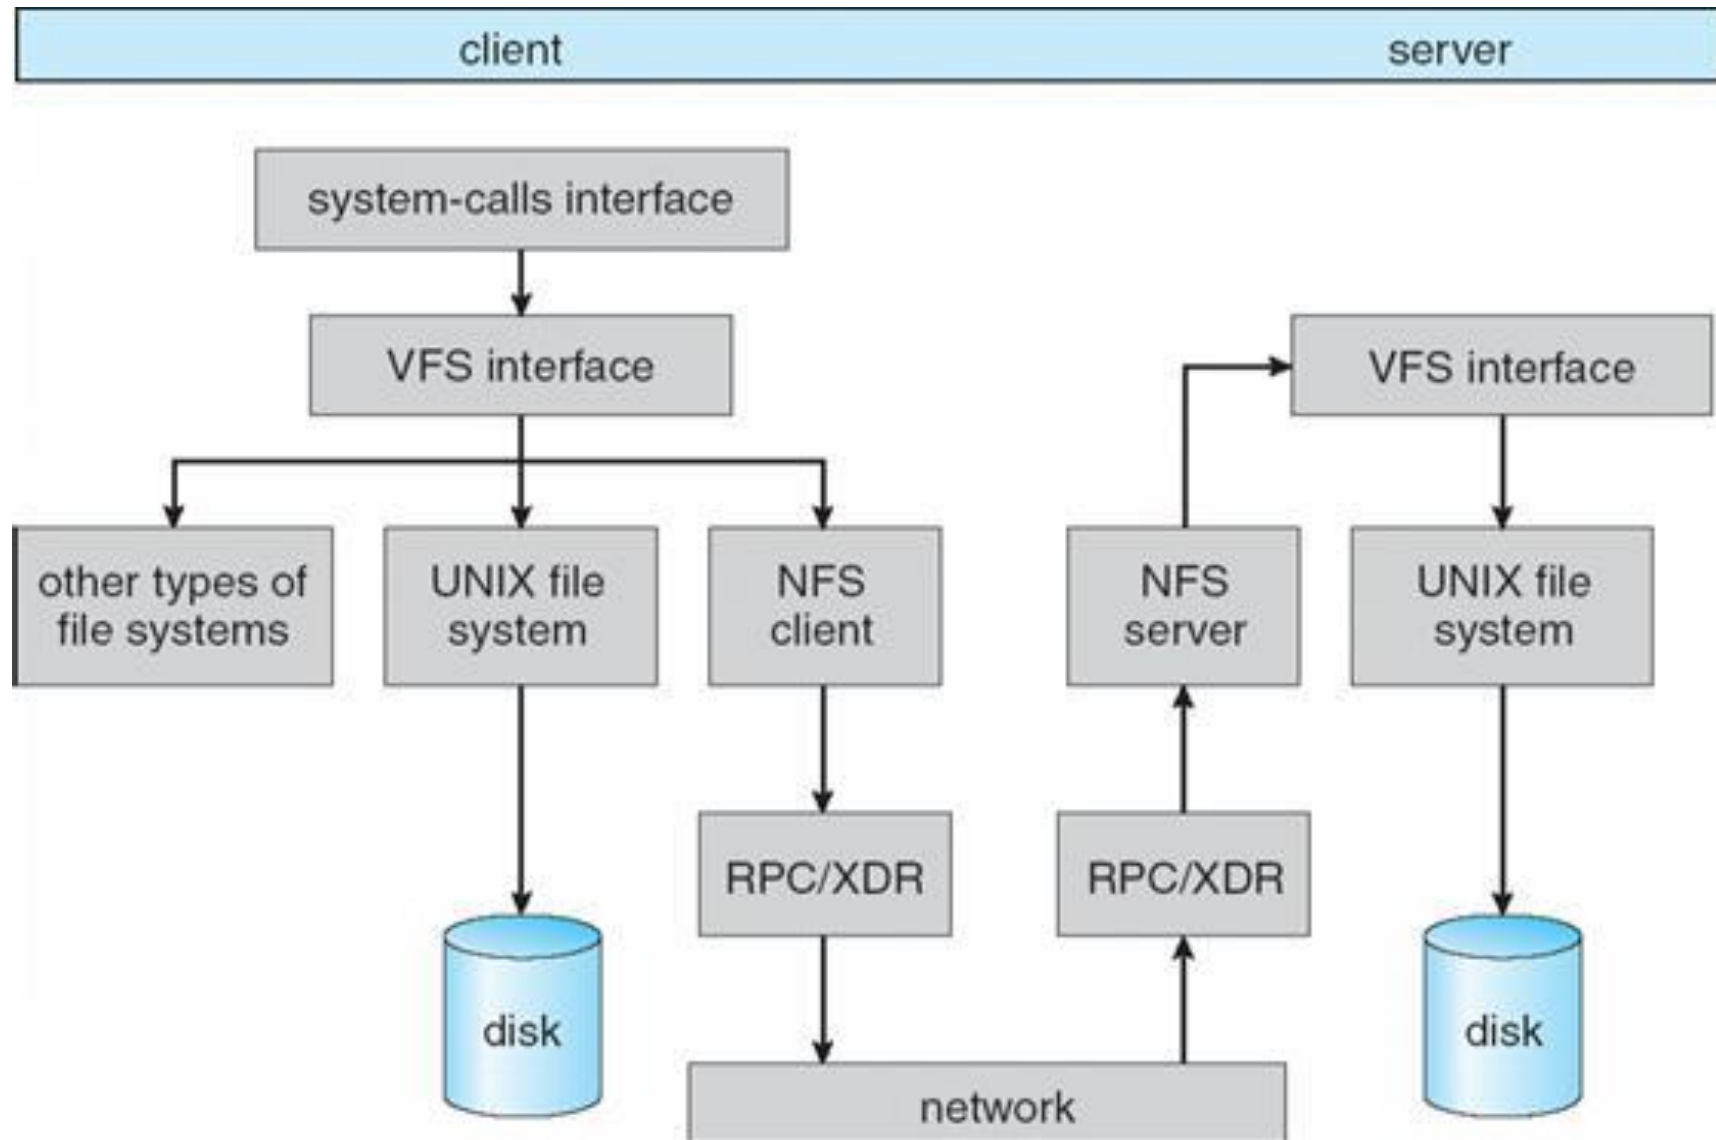 client
server
system-calls interface
VFS interface
VFS interface
other types of
file systems
UNIX file
system
NFS
client
NFS
server
UNIX file
system
RPC/XDR
RPC/XDR
disk
disk
network